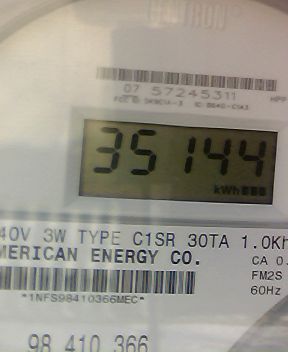 CENTRON
07 57245311
35144
kWh
40V 3W TYPE C1SR 30TA 1.0Kh
MERICAN ENERGY CO.
CA 0.
FM2S
60Hz
*1NFS98410366MEC*
98 410 366